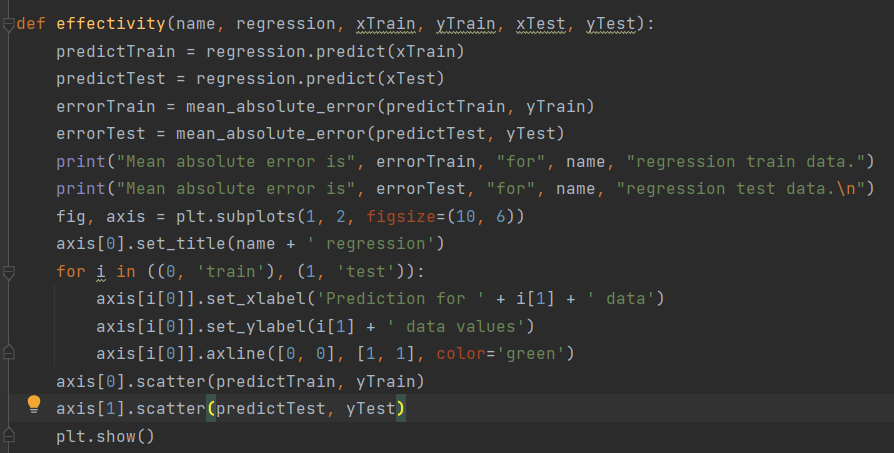 def effectivity(name, regression, xTrain, yTrain, xTest, yTest):
    predictTrain = regression.predict(xTrain)
    predictTest = regression.predict(xTest)
    errorTrain = mean_absolute_error(predictTrain, yTrain)
    errorTest = mean_absolute_error(predictTest, yTest)
    print("Mean absolute error is", errorTrain, "for", name, "regression train data.")
    print("Mean absolute error is", errorTest, "for", name, "regression test data.\n")
    fig, axis = plt.subplots(1, 2, figsize=(10, 6))
    axis[0].set_title(name + ' regression')
    for i in ((0, 'train'), (1, 'test')):
        axis[i[0]].set_xlabel('Prediction for ' + i[1] + ' data')
        axis[i[0]].set_ylabel(i[1] + ' data values')
        axis[i[0]].axline([0, 0], [1, 1], color='green')
    axis[0].scatter(predictTrain, yTrain)
    axis[1].scatter(predictTest, yTest)
    plt.show()